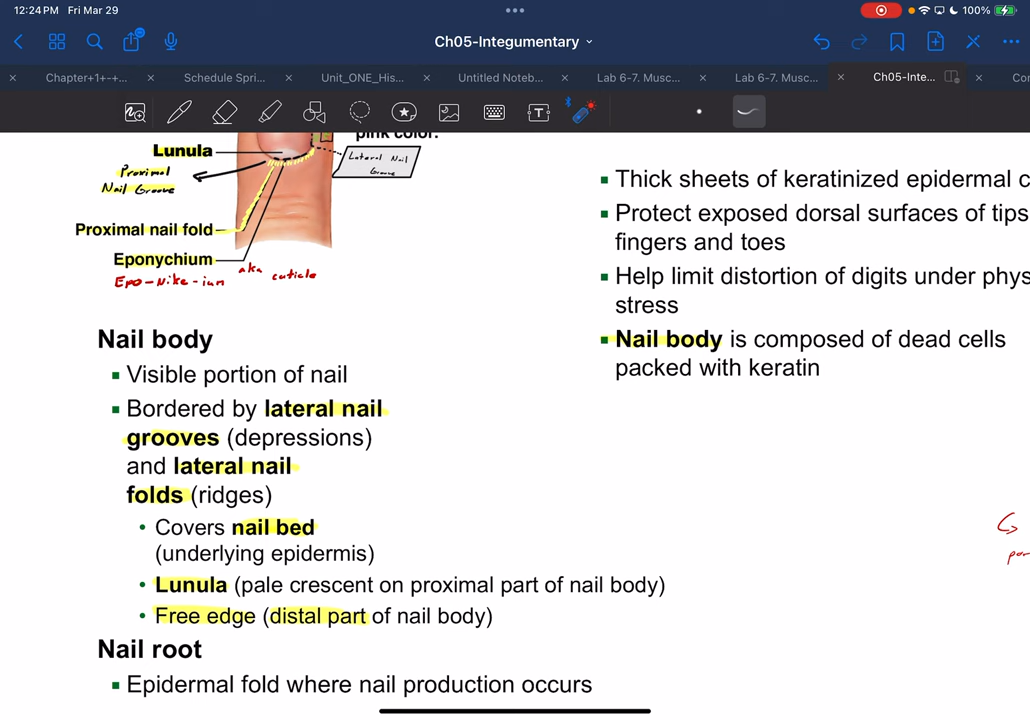 12:24 PM Fri Mar 29
100%
Ch05-Integumentary
Chapter+1+-+...
Schedule Spri...
Unit_ONE_His...
Untitled Noteb...
Lab 6-7. Musc...
Lab 6-7. Musc...
Ch05-Inte...
Cor
pink color.
Lunula
Lateral Nail
Groove
Proximal
Nail Groove
Proximal nail fold
Eponychium
aka cuticle
Epo-Nike-ium
Nail body
Visible portion of nail
Bordered by lateral nail
grooves (depressions)
and lateral nail
folds (ridges)
Covers nail bed
(underlying epidermis)
Lunula (pale crescent on proximal part of nail body)
Free edge (distal part of nail body)
Nail root
Epidermal fold where nail production occurs
Thick sheets of keratinized epidermal c
Protect exposed dorsal surfaces of tips
fingers and toes
Help limit distortion of digits under phys
stress
Nail body is composed of dead cells
packed with keratin